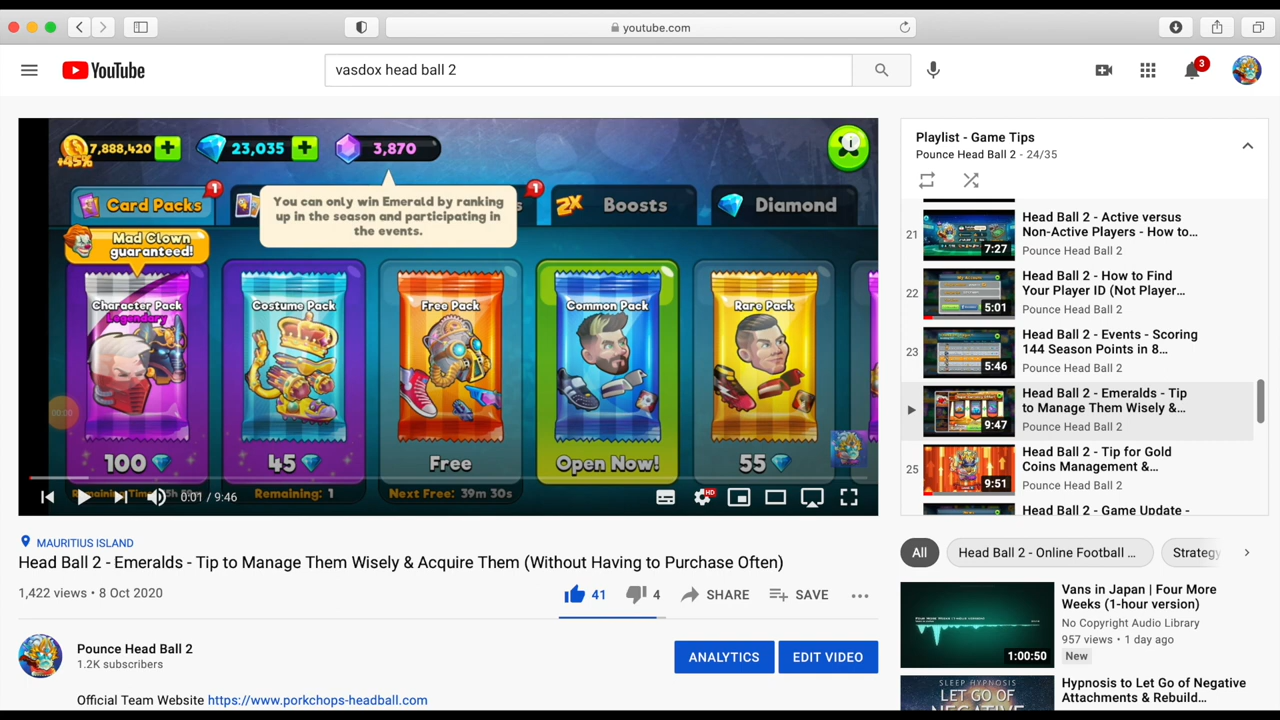 youtube.com
YouTube
vasdox head ball 2
3
7,888,420
+45%
23,035
3,870
i
Card Packs
1
You can only win Emerald by ranking
up in the season and participating in
the events.
1
2X
Boosts
Diamond
Mad Clown
guaranteed!
Character Pack
Legendary
Costume Pack
Free Pack
Common Pack
Rare Pack
00:00
100
45
Free
Open Now!
55
Remaining: 1
Next Free: 39m 30s
0:01 / 9:46
HD
MAURITIUS ISLAND
Head Ball 2 - Emeralds - Tip to Manage Them Wisely & Acquire Them (Without Having to Purchase Often)
1,422 views • 8 Oct 2020
41
4
SHARE
SAVE
Pounce Head Ball 2
1.2K subscribers
ANALYTICS
EDIT VIDEO
Official Team Website https://www.porkchops-headball.com
Playlist - Game Tips
Pounce Head Ball 2 - 24/35
21
7:27
Head Ball 2 - Active versus
Non-Active Players - How to...
Pounce Head Ball 2
22
5:01
Head Ball 2 - How to Find
Your Player ID (Not Player...
Pounce Head Ball 2
23
5:46
Head Ball 2 - Events - Scoring
144 Season Points in 8...
Pounce Head Ball 2
9:47
Head Ball 2 - Emeralds - Tip
to Manage Them Wisely &...
Pounce Head Ball 2
25
9:51
Head Ball 2 - Tip for Gold
Coins Management &...
Pounce Head Ball 2
Head Ball 2 - Game Update -
All
Head Ball 2 - Online Football ...
Strategy
1:00:50
Vans in Japan | Four More
Weeks (1-hour version)
No Copyright Audio Library
957 views • 1 day ago
New
SLEEP HYPNOSIS
LET GO OF
NEGATIVE
Hypnosis to Let Go of Negative
Attachments & Rebuild...